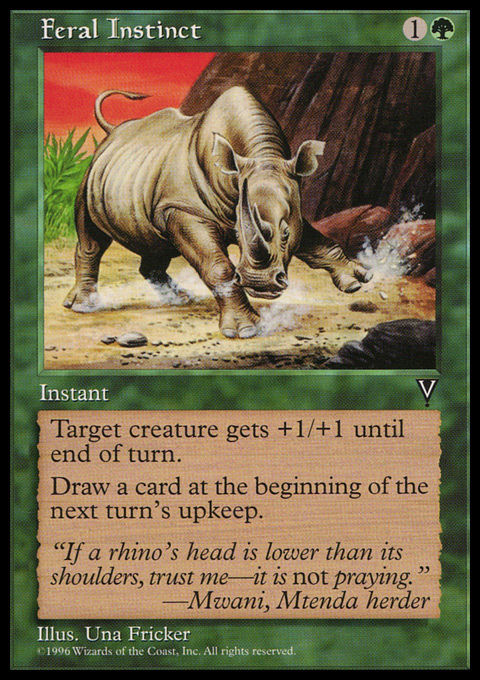 Feral Instinct 1
Instant
Target creature gets +1/+1 until
end of turn.
Draw a card at the beginning of the
next turn's upkeep.
“If a rhino's head is lower than its
shoulders, trust me—it is not praying.”
—Mwani, Mtenda herder
Illus. Una Fricker
©1996 Wizards of the Coast, Inc. All rights reserved.